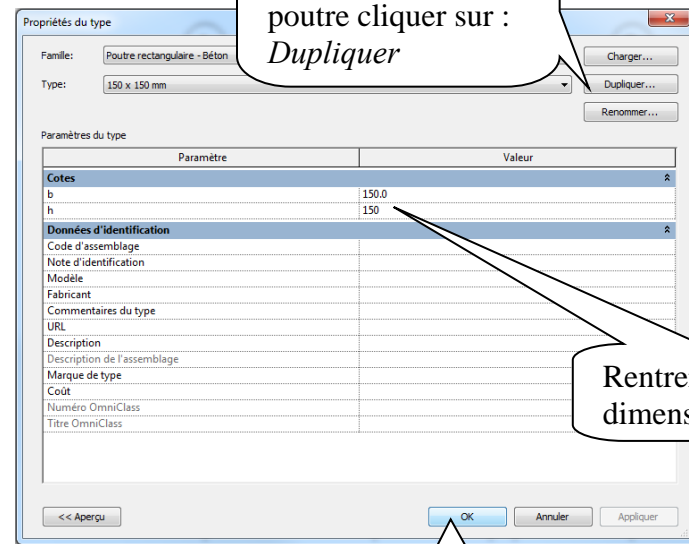 poutre cliquer sur :
Dupliquer
Propriétés du type
Famille: Poutre rectangulaire - Béton Charger...
Type: 150 x 150 mm Dupliquer...
Renommer...
Paramètres du type
Paramètre Valeur
Cotes
b 150.0
h 150
Données d'identification
Code d'assemblage
Note d'identification
Modèle
Fabricant
Commentaires du type
URL
Description
Description de l'assemblage
Marque de type
Coût
Numéro OmniClass
Titre OmniClass
<< Aperçu OK Annuler Appliquer